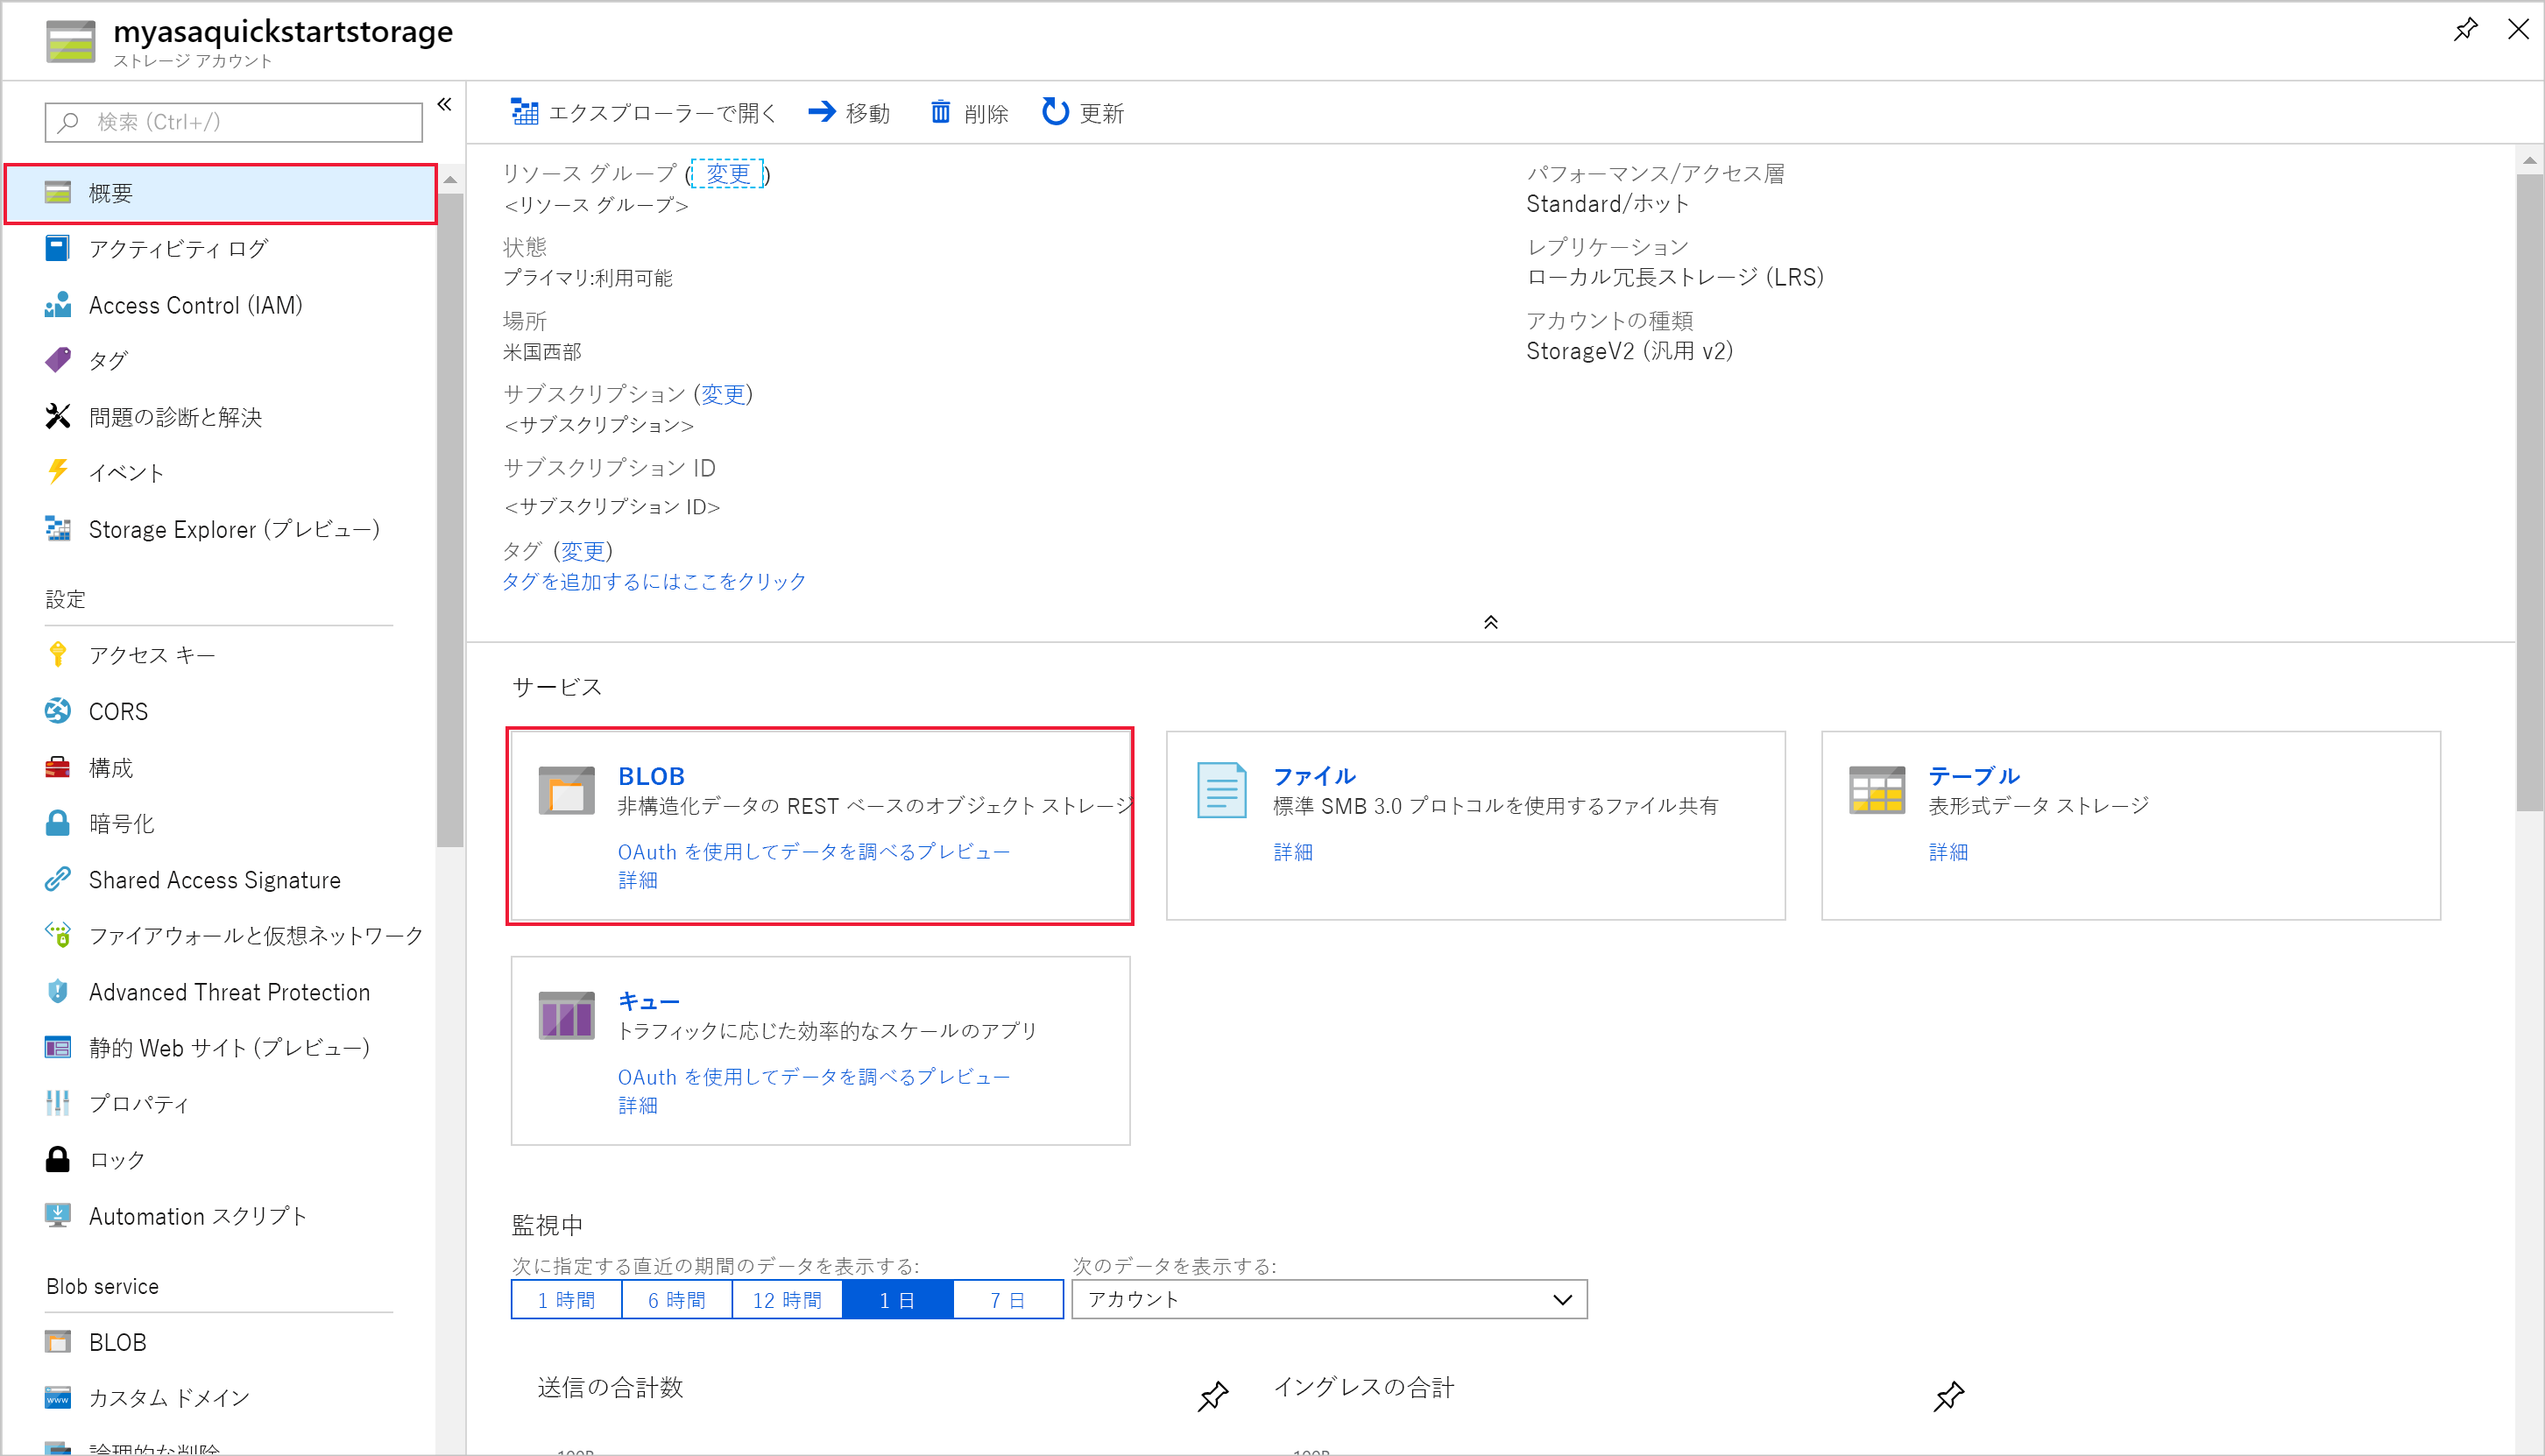 myasaquickstartstorage
ストレージ アカウント
検索 (Ctrl+/)
概要
アクティビティ ログ
Access Control (IAM)
タグ
問題の診断と解決
イベント
Storage Explorer (プレビュー)
設定
アクセス キー
CORS
構成
暗号化
Shared Access Signature
ファイアウォールと仮想ネットワーク
Advanced Threat Protection
静的 Web サイト (プレビュー)
プロパティ
ロック
Automation スクリプト
Blob service
BLOB
カスタム ドメイン
論理的な削除
エクスプローラーで開く 移動 削除 更新
リソース グループ (変更)
<リソース グループ>
状態
プライマリ:利用可能
場所
米国西部
サブスクリプション (変更)
<サブスクリプション>
サブスクリプション ID
<サブスクリプション ID>
タグ (変更)
タグを追加するにはここをクリック
パフォーマンス/アクセス層
Standard/ホット
レプリケーション
ローカル冗長ストレージ (LRS)
アカウントの種類
StorageV2 (汎用 v2)
サービス
BLOB
非構造化データの REST ベースのオブジェクト ストレージ
OAuth を使用してデータを調べるプレビュー
詳細
ファイル
標準 SMB 3.0 プロトコルを使用するファイル共有
詳細
テーブル
表形式データ ストレージ
詳細
キュー
トラフィックに応じた効率的なスケールのアプリ
OAuth を使用してデータを調べるプレビュー
詳細
監視中
次に指定する直近の期間のデータを表示する:
1 時間 6 時間 12 時間 1 日 7 日
次のデータを表示する:
アカウント
送信の合計数
イングレスの合計
100B
100B